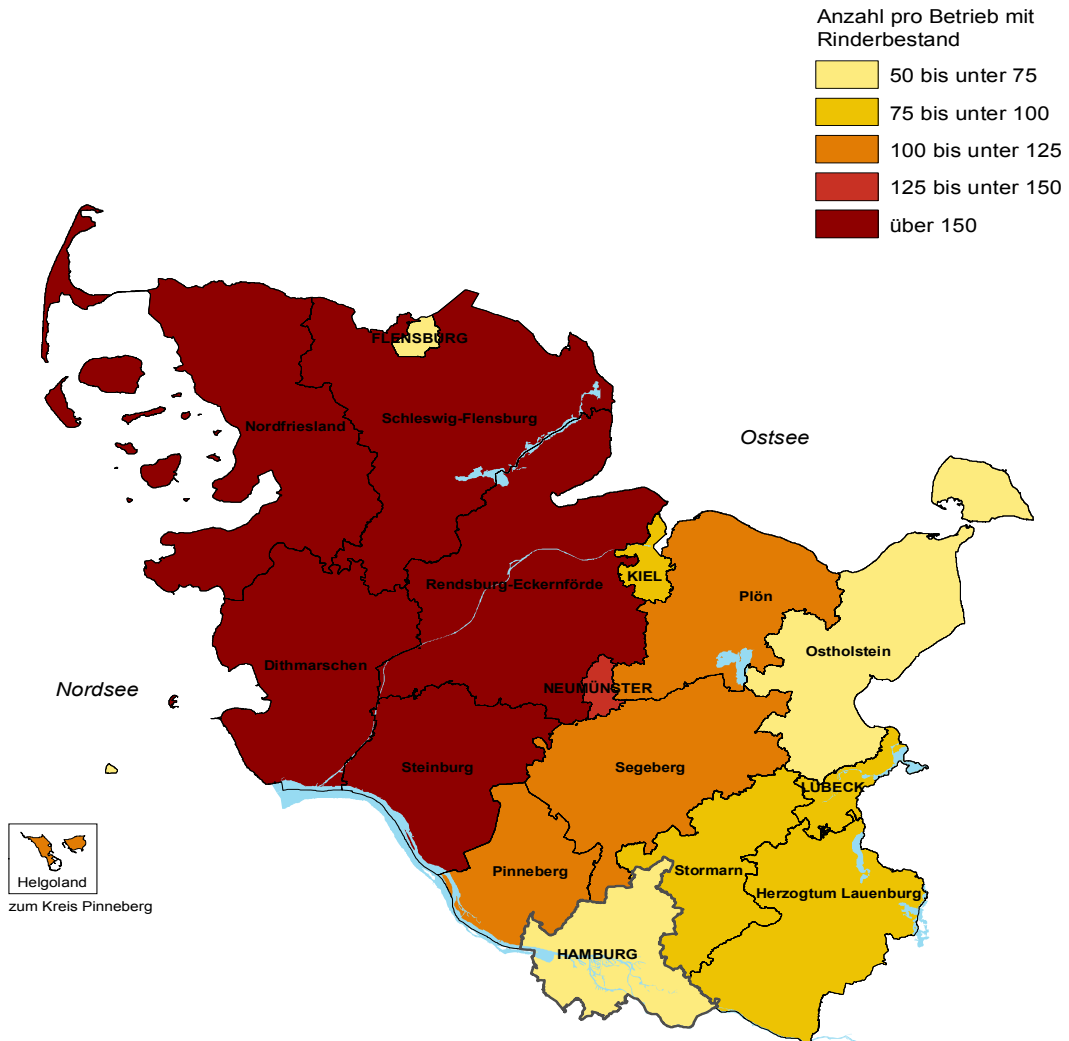 Anzahl pro Betrieb mit
Rinderbestand
50 bis unter 75
75 bis unter 100
100 bis unter 125
125 bis unter 150
über 150
FLENSBURG
Schleswig-Flensburg
Nordfriesland
Ostsee
Rendsburg-Eckernförde
KIEL
Plön
Ostholstein
Dithmarschen
NEUMÜNSTER
Nordsee
Steinburg
Segeberg
LÜBECK
Pinneberg
Stormarn
Herzogtum Lauenburg
Helgoland
zum Kreis Pinneberg
HAMBURG